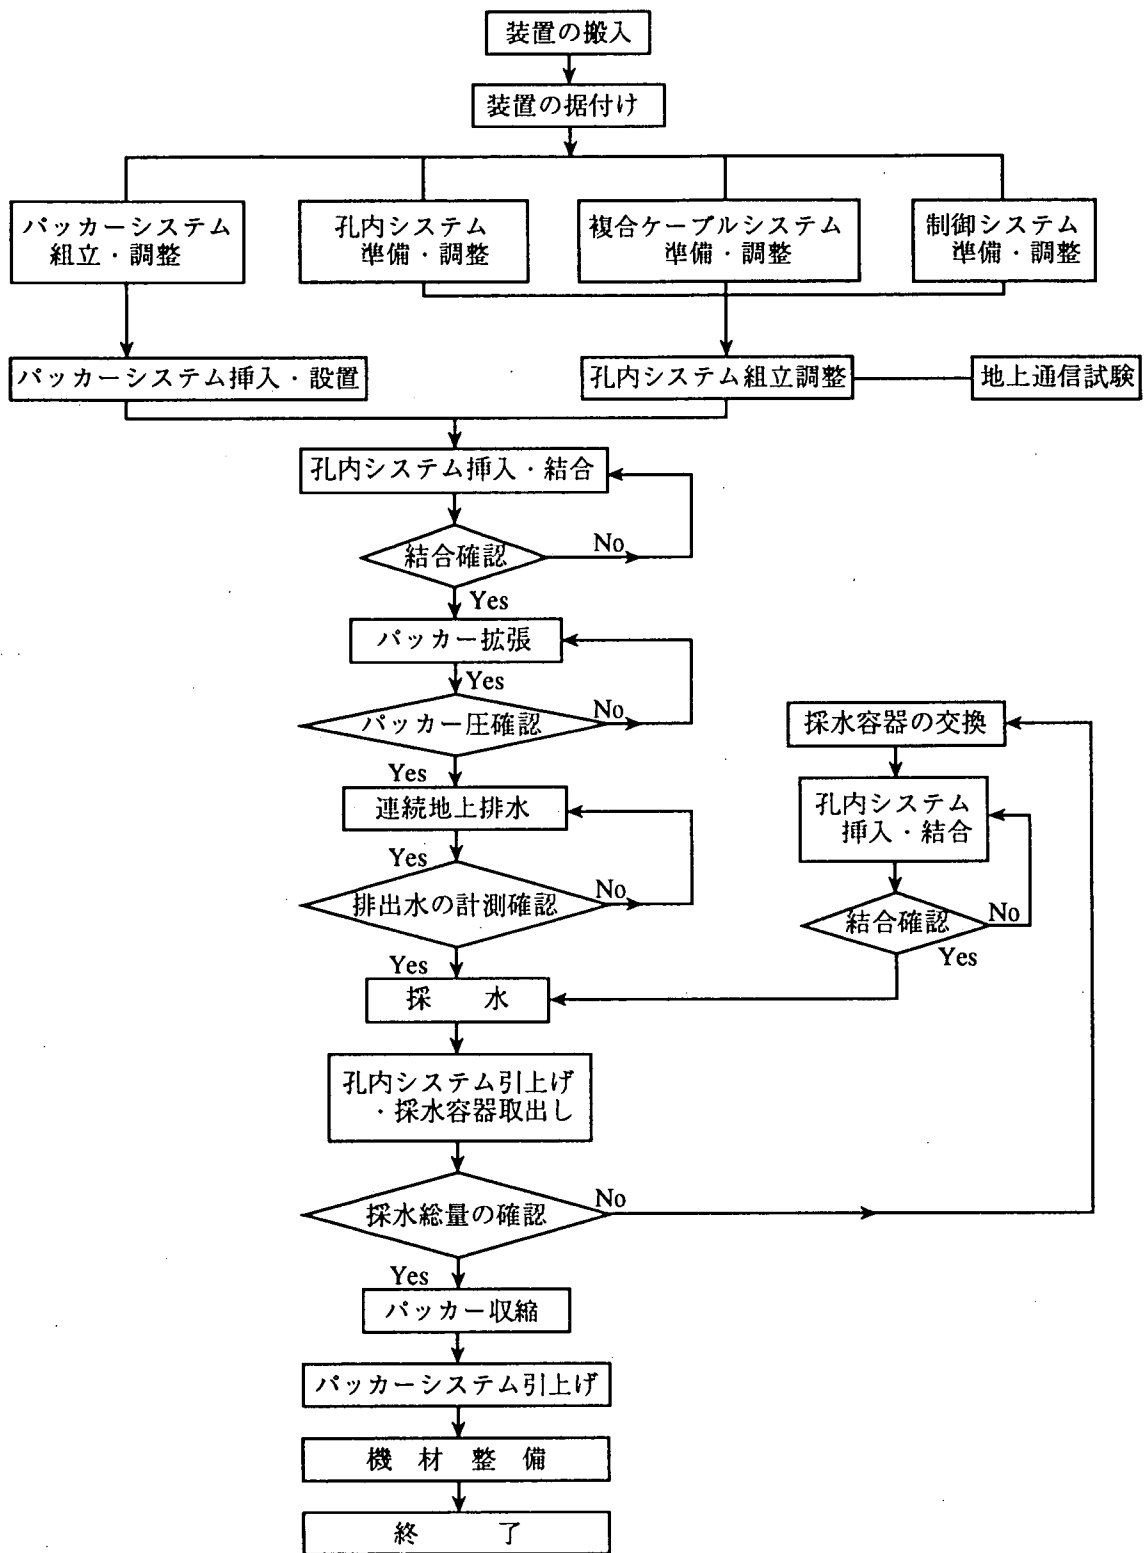 装置の搬入
装置の据付け
パッカーシステム
組立・調整
孔内システム
準備・調整
複合ケーブルシステム
準備・調整
制御システム
準備・調整
パッカーシステム挿入・設置
孔内システム組立調整
地上通信試験
孔内システム挿入・結合
結合確認
No
Yes
パッカー拡張
Yes
パッカー圧確認
No
Yes
連続地上排水
Yes
排出水の計測確認
No
Yes
採水容器の交換
孔内システム
挿入・結合
結合確認
No
Yes
採 水
孔内システム引上げ
・採水容器取出し
採水総量の確認
No
Yes
パッカー収縮
パッカーシステム引上げ
機 材 整 備
終 了